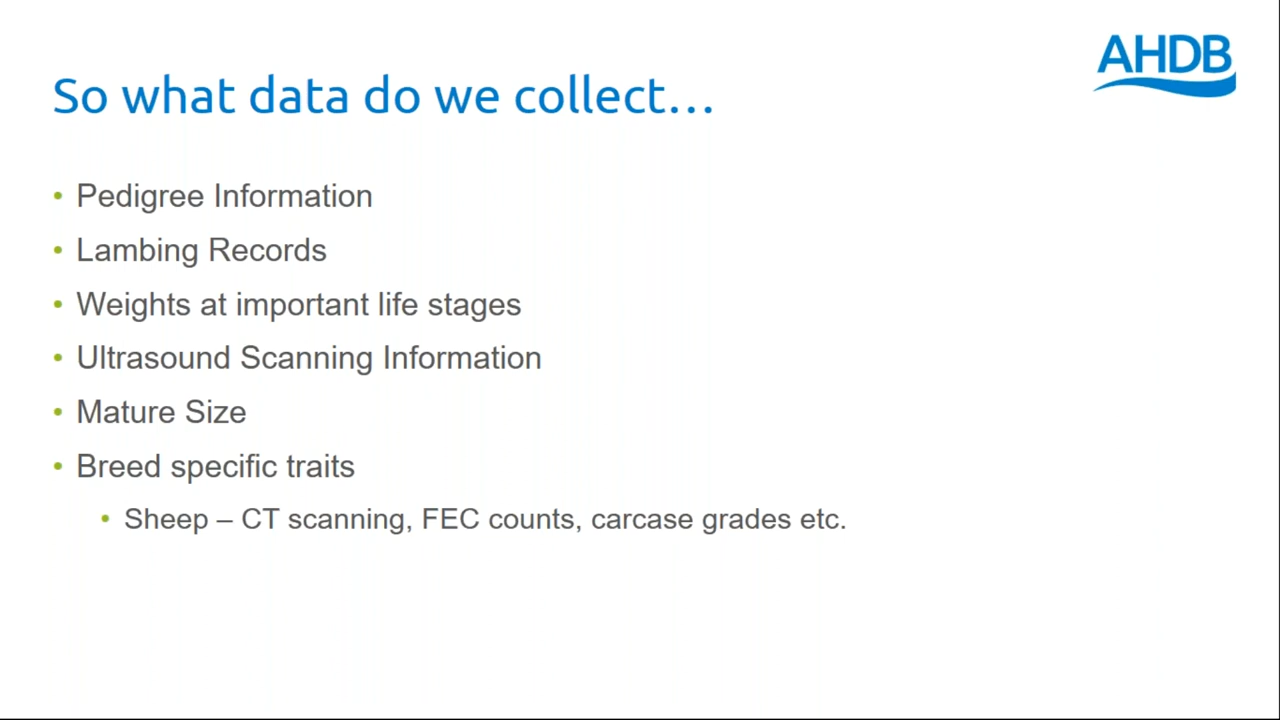 AHDB
So what data do we collect…
• Pedigree Information
• Lambing Records
• Weights at important life stages
• Ultrasound Scanning Information
• Mature Size
• Breed specific traits
• Sheep – CT scanning, FEC counts, carcase grades etc.